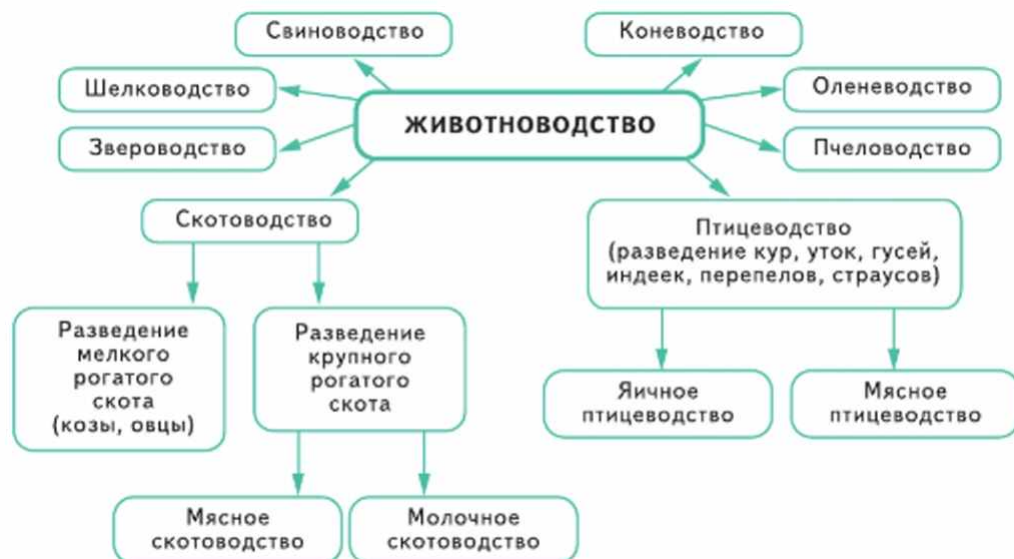 Свиноводство
Коневодство
Шелководство
Оленеводство
ЖИВОТНОВОДСТВО
Звероводство
Пчеловодство
Скотоводство
Птицеводство
(разведение кур, уток, гусей,
индеек, перепелов, страусов)
Разведение
мелкого
рогатого
скота
(козы, овцы)
Разведение
крупного
рогатого
скота
Яичное
птицеводство
Мясное
птицеводство
Мясное
скотоводство
Молочное
скотоводство